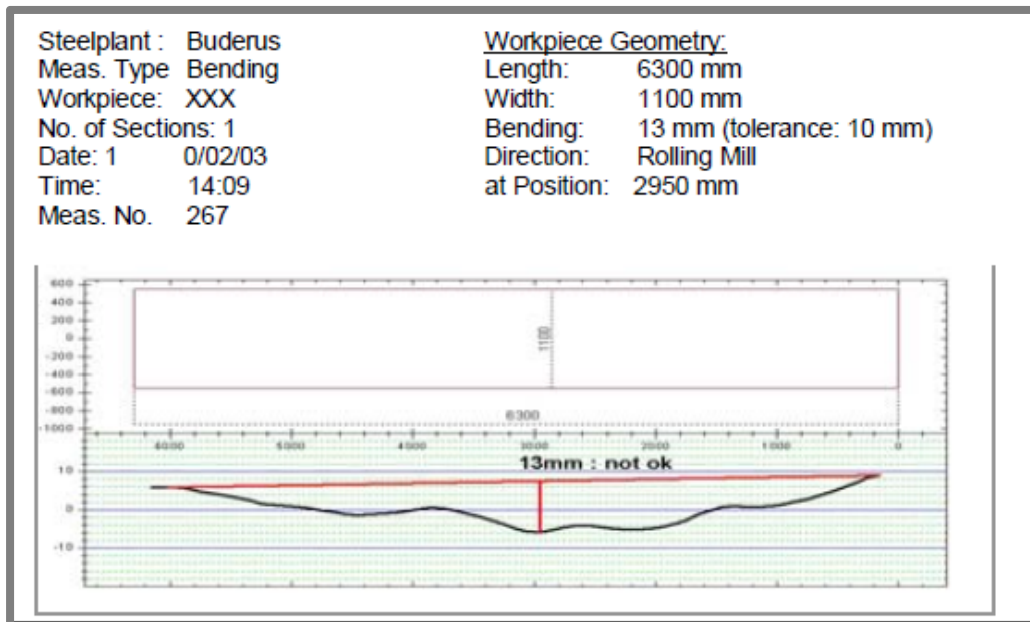 Steelplant : Buderus
Meas. Type Bending
Workpiece: XXX
No. of Sections: 1
Date: 1 0/02/03
Time: 14:09
Meas. No. 267
Workpiece Geometry:
Length: 6300 mm
Width: 1100 mm
Bending: 13 mm (tolerance: 10 mm)
Direction: Rolling Mill
at Position: 2950 mm
600
400
200
0
-200
-400
-600
-800
-1000
1100
6300
6000 5000 4000 3000 2000 1000 0
13mm : not ok
10
0
-10